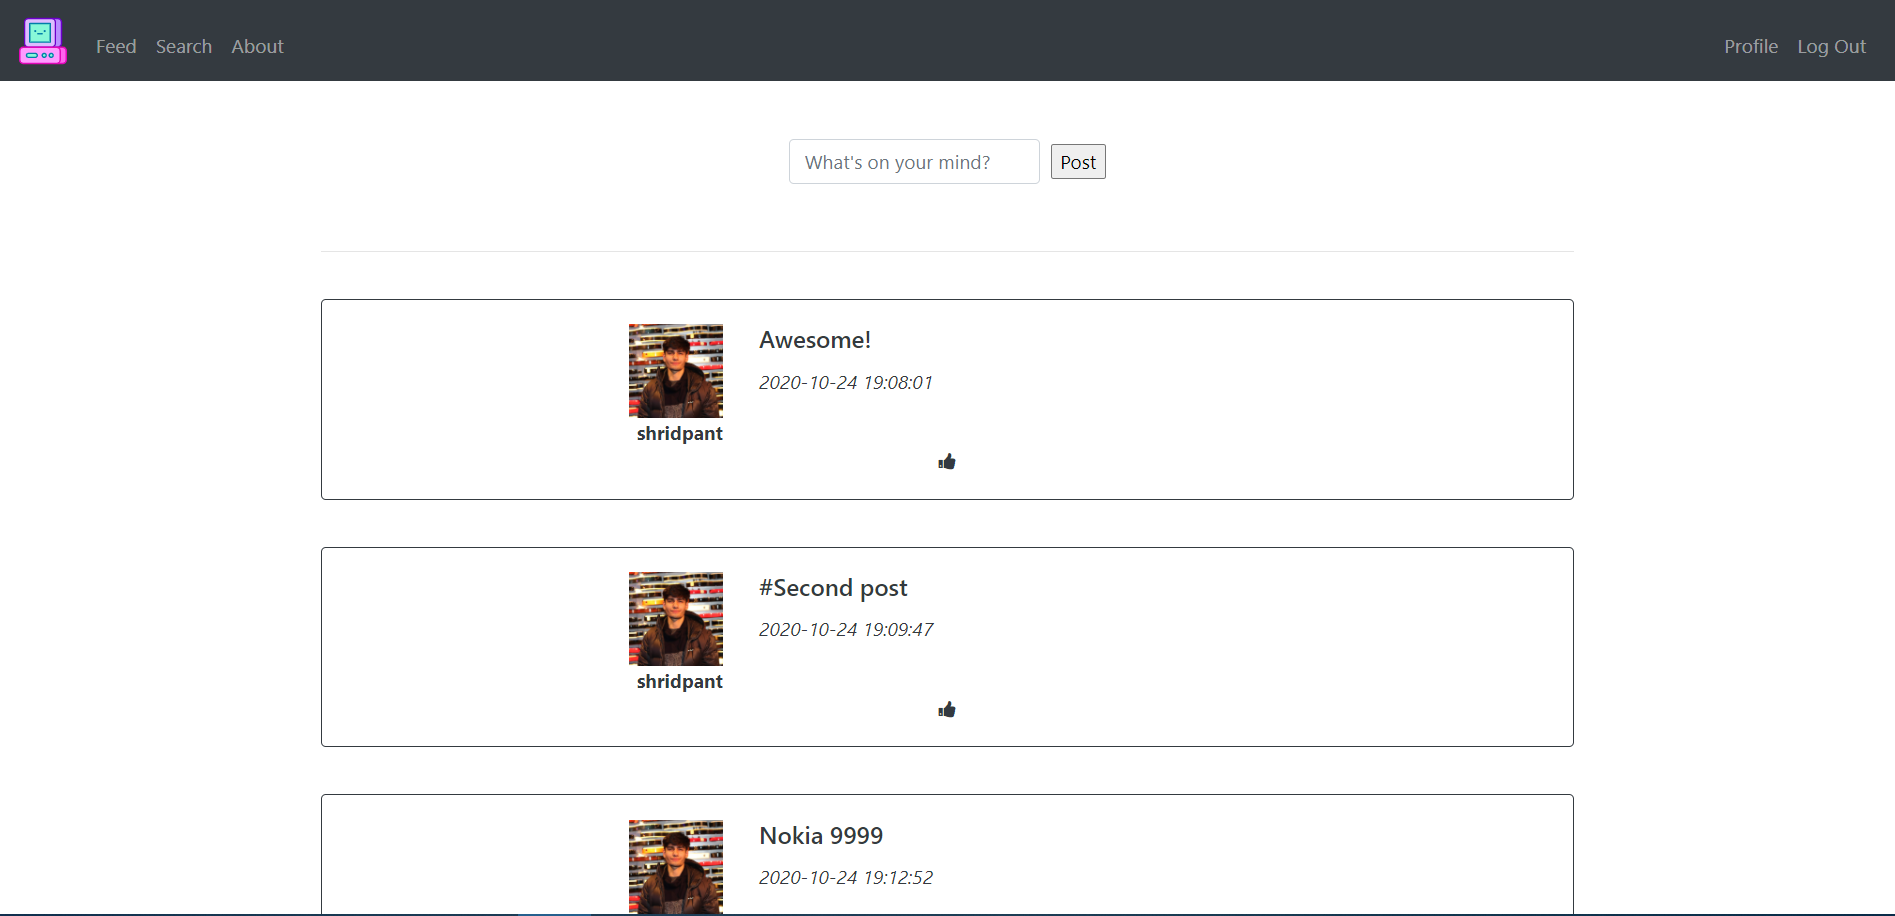 Feed Search About Profile Log Out
What's on your mind? Post
Awesome!
2020-10-24 19:08:01
shridpant
#Second post
2020-10-24 19:09:47
shridpant
Nokia 9999
2020-10-24 19:12:52